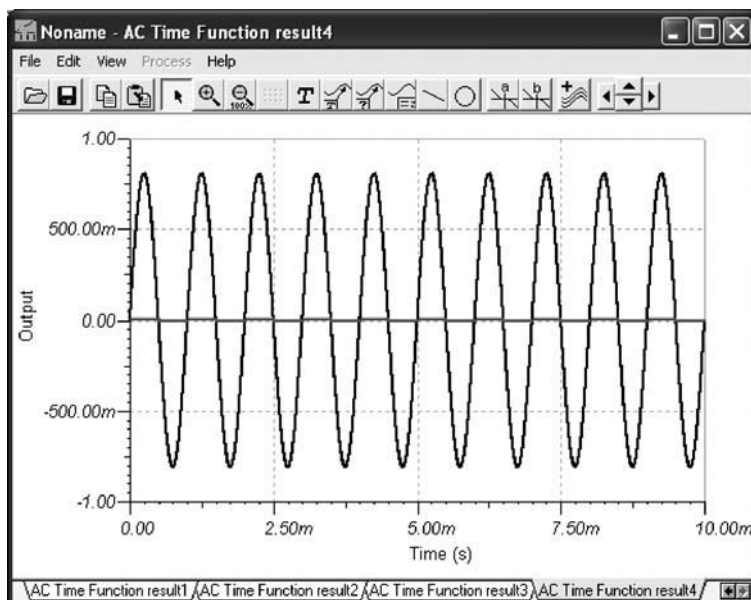 Noname - AC Time Function result4
File Edit View Process Help
100%
T
a
b
1.00
500.00m
0.00
-500.00m
-1.00
Output
0.00 2.50m 5.00m 7.50m 10.00m
Time (s)
AC Time Function result1 AC Time Function result2 AC Time Function result3 AC Time Function result4